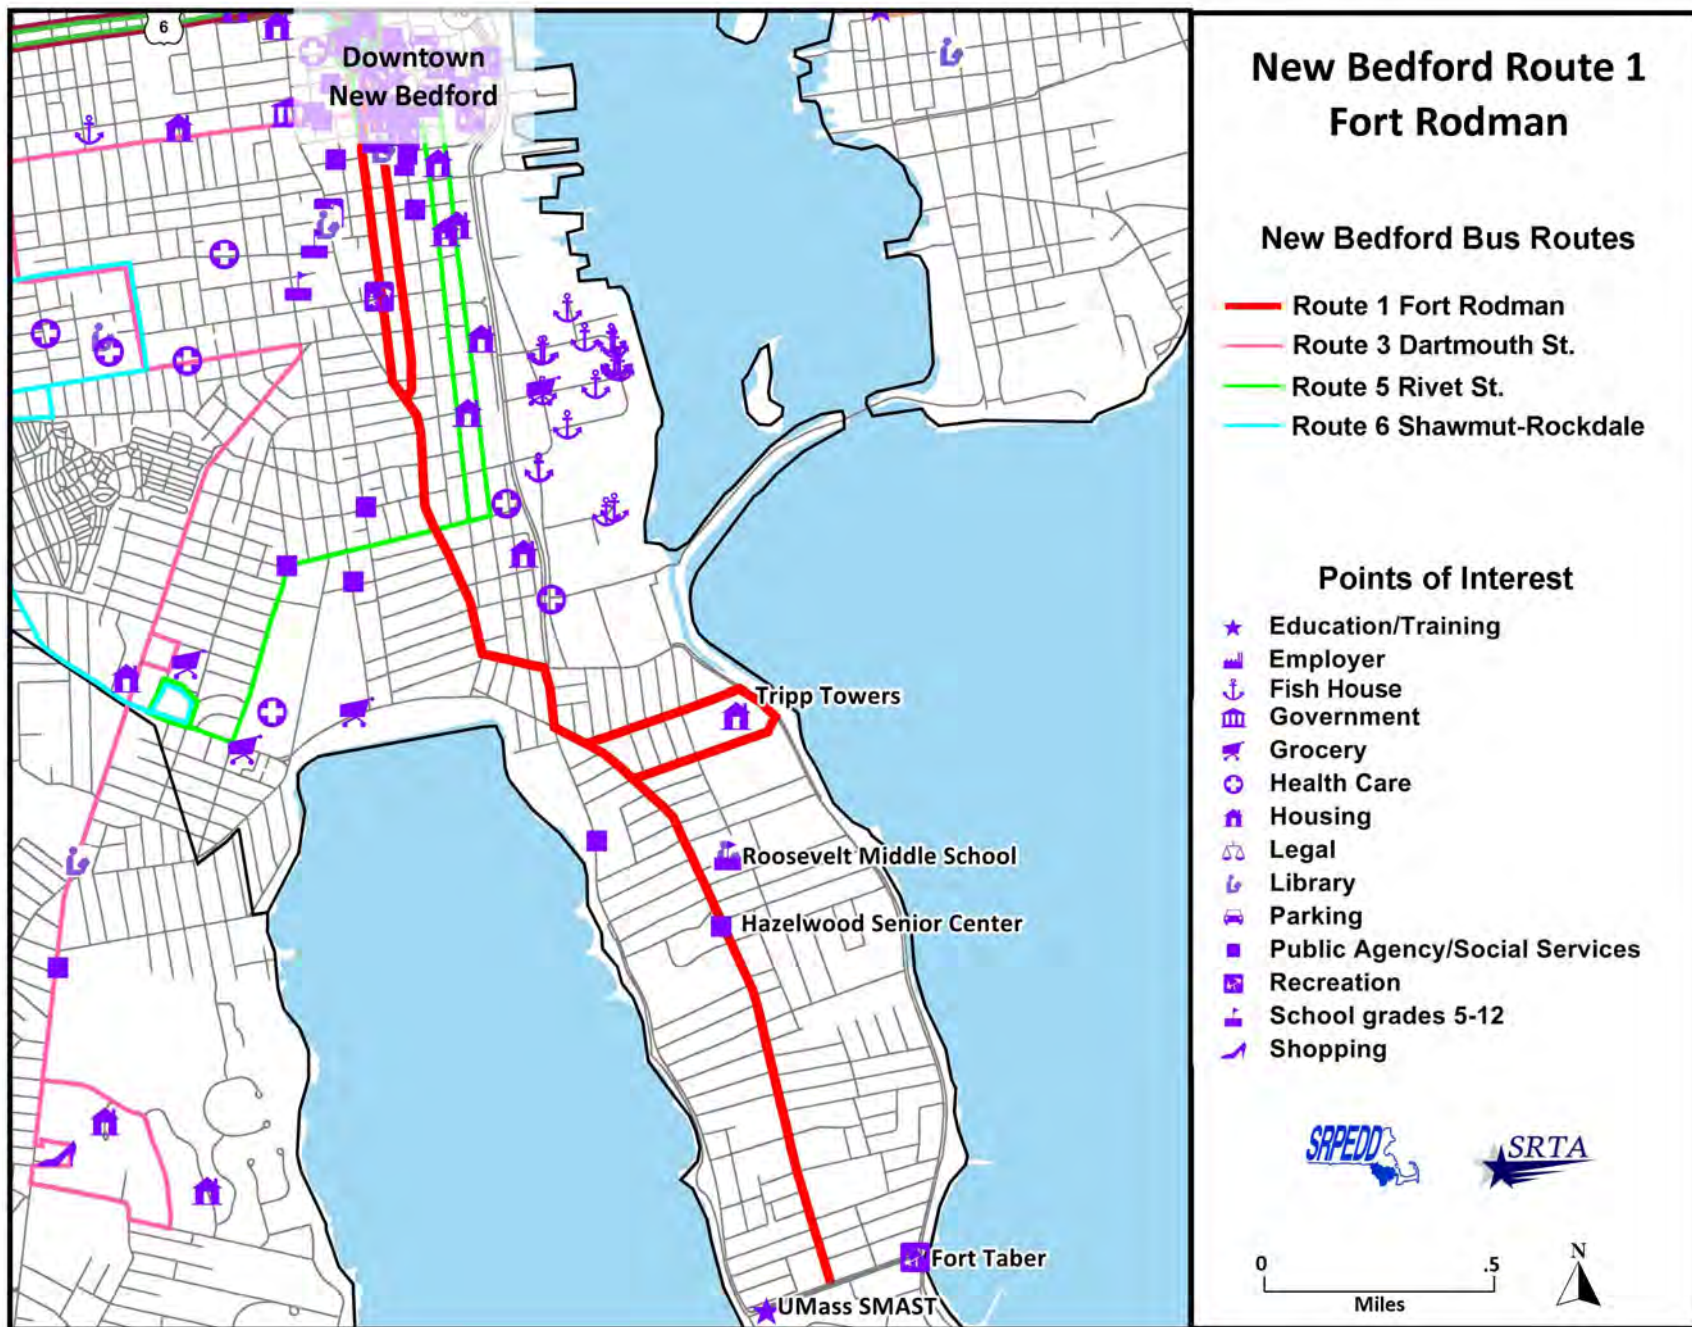 6
Downtown
New Bedford
Tripp Towers
Roosevelt Middle School
Hazelwood Senior Center
Fort Taber
UMass SMAST
New Bedford Route 1
Fort Rodman
New Bedford Bus Routes
Route 1 Fort Rodman
Route 3 Dartmouth St.
Route 5 Rivet St.
Route 6 Shawmut-Rockdale
Points of Interest
Education/Training
Employer
Fish House
Government
Grocery
Health Care
Housing
Legal
Library
Parking
Public Agency/Social Services
Recreation
School grades 5-12
Shopping
SRPEDD
SRTA
0 .5
Miles
N